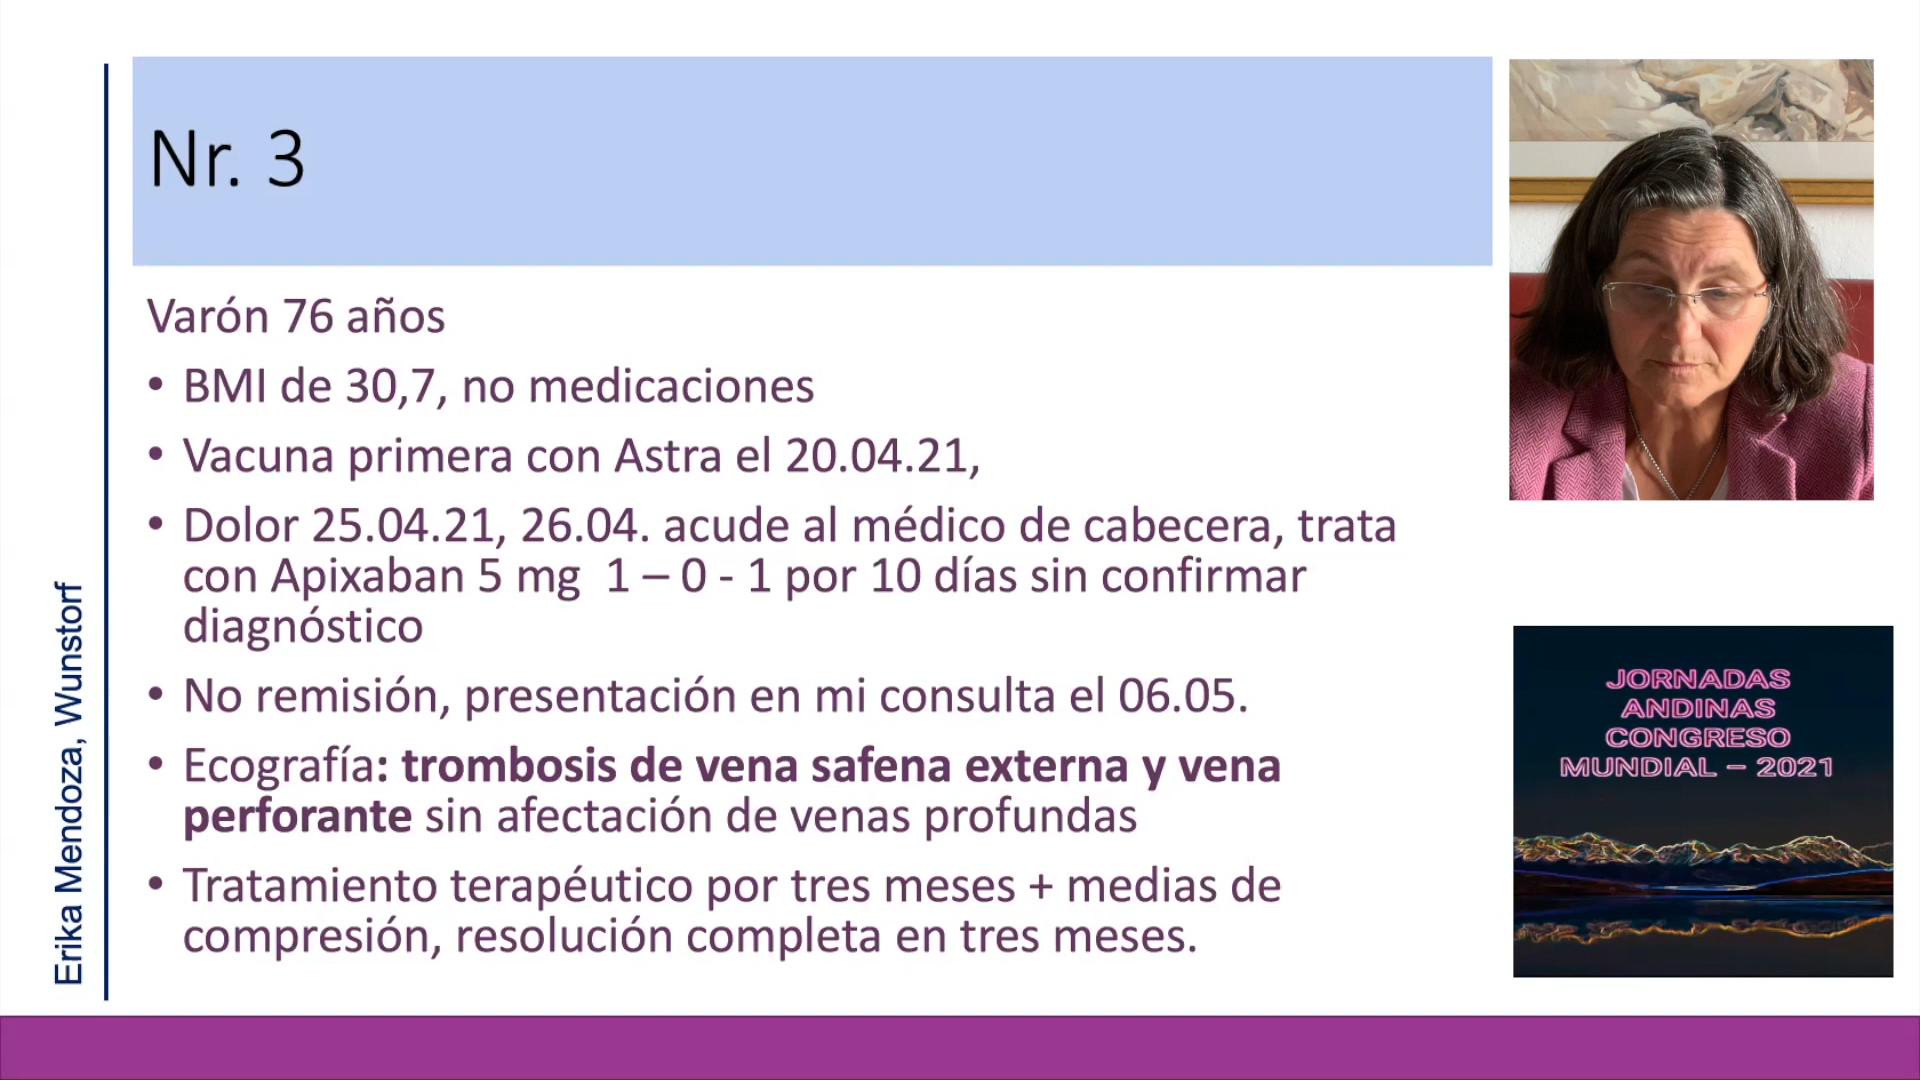 Nr. 3
Varón 76 años
• BMI de 30,7, no medicaciones
• Vacuna primera con Astra el 20.04.21,
• Dolor 25.04.21, 26.04. acude al médico de cabecera, trata
con Apixaban 5 mg  1 – 0 - 1 por 10 días sin confirmar
diagnóstico
• No remisión, presentación en mi consulta el 06.05.
• Ecografía: trombosis de vena safena externa y vena
perforante sin afectación de venas profundas
• Tratamiento terapéutico por tres meses + medias de
compresión, resolución completa en tres meses.
Erika Mendoza, Wunstorf
JORNADAS
ANDINAS
CONGRESO
MUNDIAL – 2021